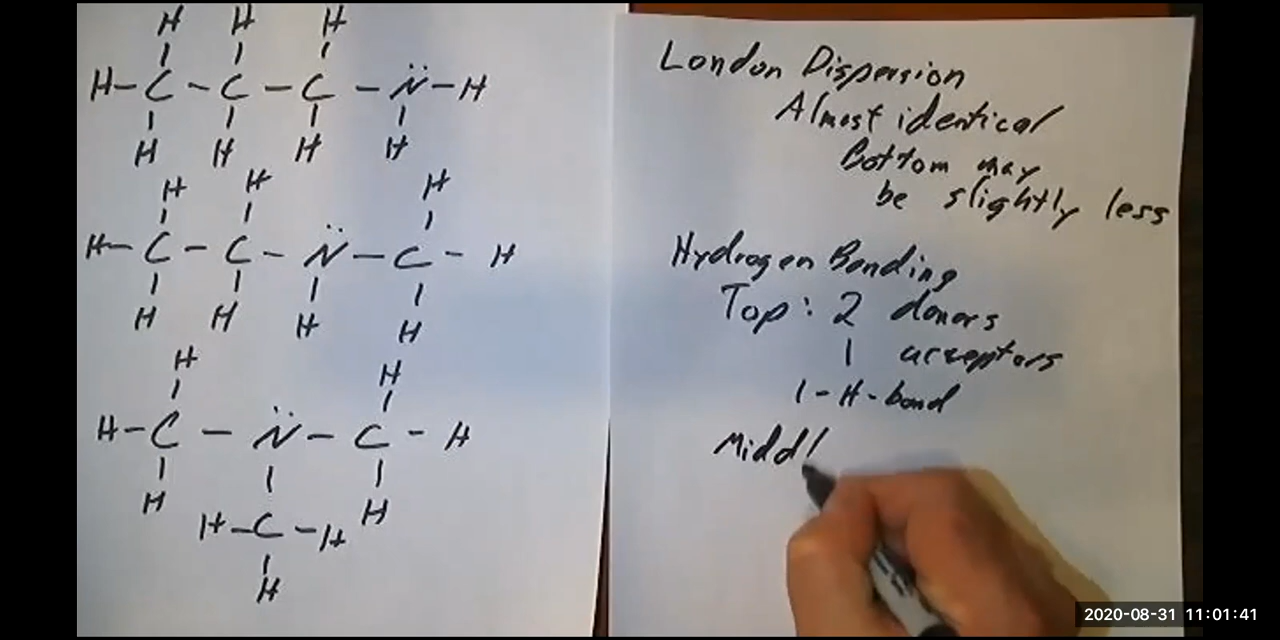 H H H
H-C-C-C-N̈-H
H H H H
H H H
H-C-C-N̈-C-H
H H H H
H H
H-C-N̈-C-H
H H
H-C-H
H
London Dispersion
Almost identical
Bottom may
be slightly less
Hydrogen Bonding
Top: 2 donors
1 acceptors
1-H-bond
Middl
2020-08-31 11:01:41